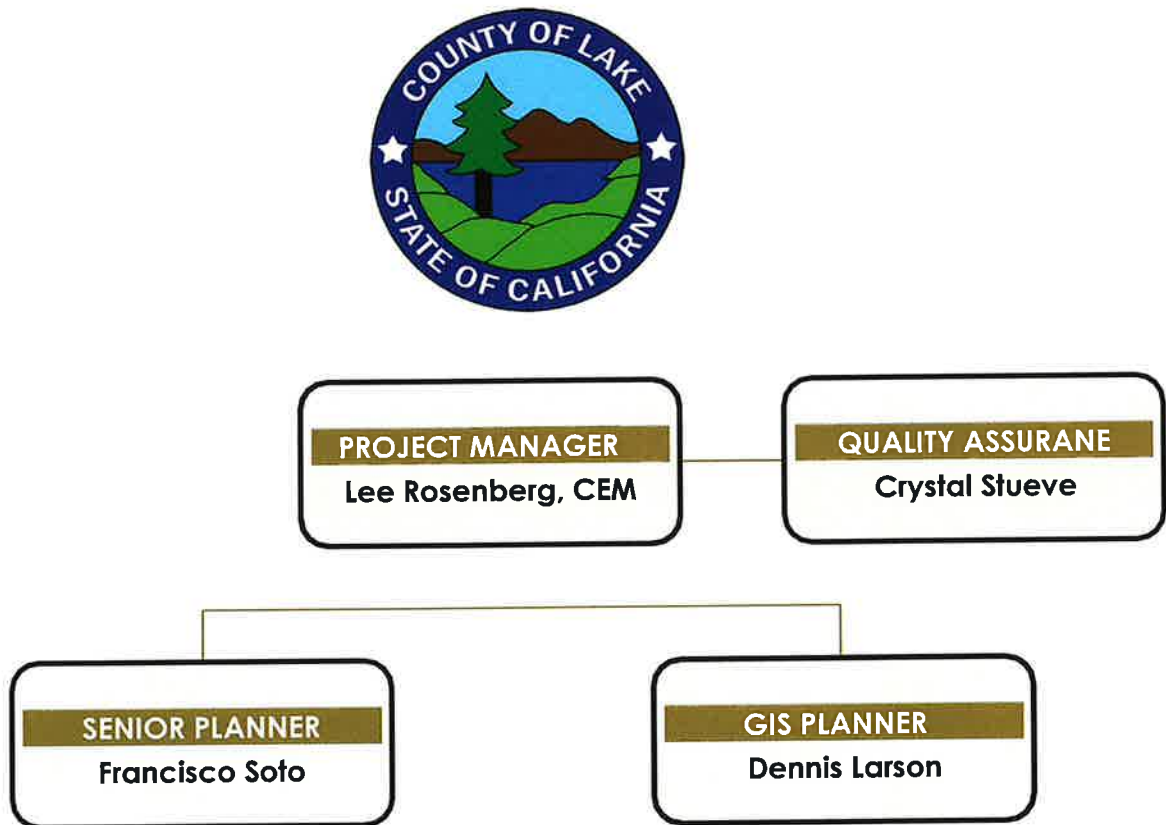 COUNTY OF LAKE
STATE OF CALIFORNIA
PROJECT MANAGER
Lee Rosenberg, CEM
QUALITY ASSURANE
Crystal Stueve
SENIOR PLANNER
Francisco Soto
GIS PLANNER
Dennis Larson